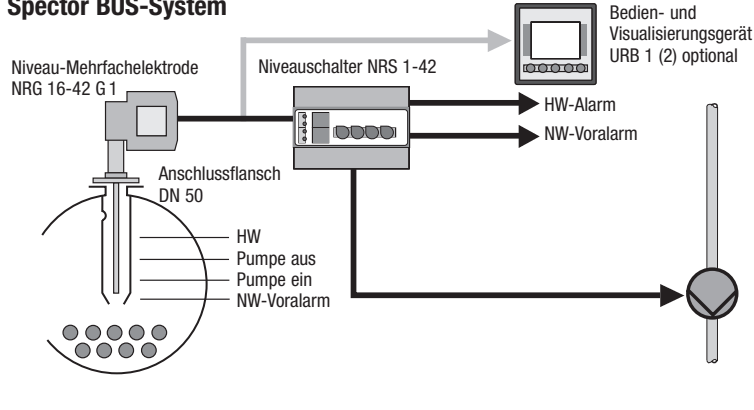 Spector BUS-System
Bedien- und
Visualisierungsgerät
URB 1 (2) optional
Niveau-Mehrfachelektrode
NRG 16-42 G 1
Niveauschalter NRS 1-42
HW-Alarm
NW-Voralarm
Anschlussflansch
DN 50
HW
Pumpe aus
Pumpe ein
NW-Voralarm